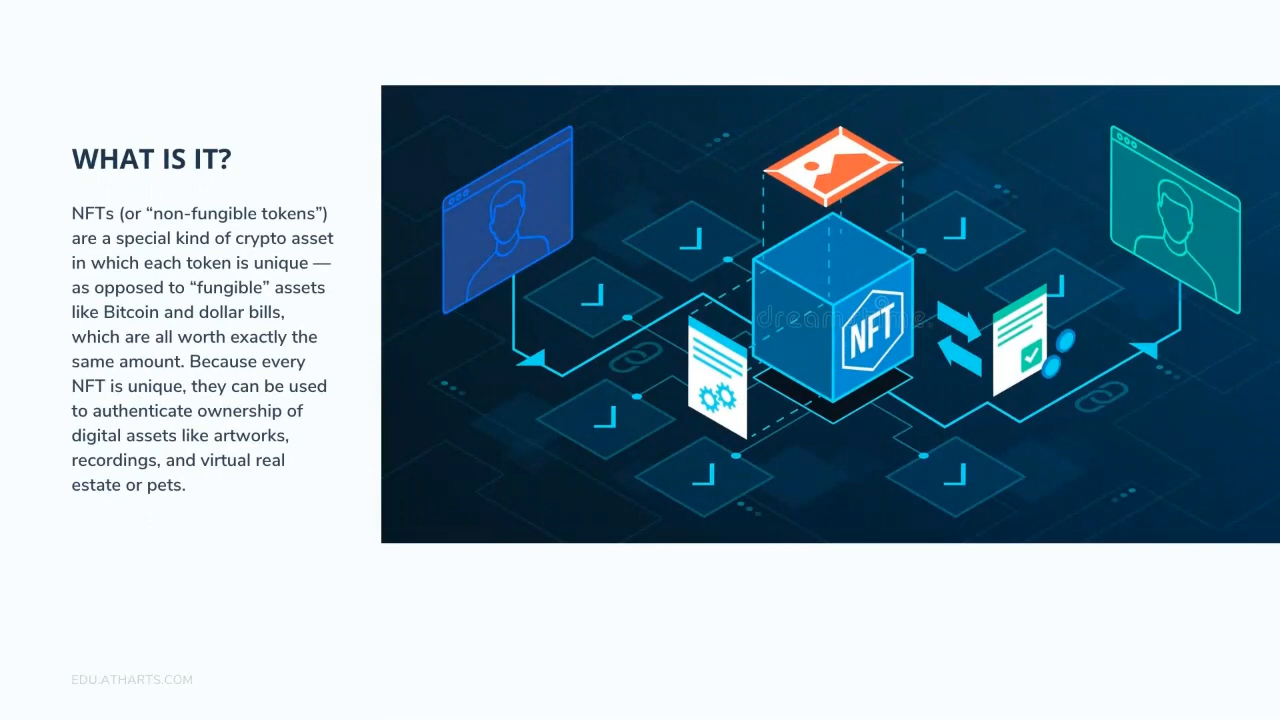 WHAT IS IT?
NFTs (or “non-fungible tokens”)
are a special kind of crypto asset
in which each token is unique —
as opposed to “fungible” assets
like Bitcoin and dollar bills,
which are all worth exactly the
same amount. Because every
NFT is unique, they can be used
to authenticate ownership of
digital assets like artworks,
recordings, and virtual real
estate or pets.
NFT
dreamstime.
EDU.ATHARTS.COM